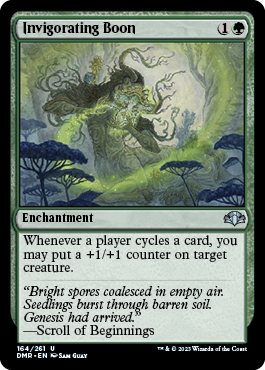 Invigorating Boon 1
Enchantment
Whenever a player cycles a card, you
may put a +1/+1 counter on target
creature.
“Bright spores coalesced in empty air.
Seedlings burst through barren soil.
Genesis had arrived.”
—Scroll of Beginnings
164/261 U
DMR • EN Sam Guay
™ & © 2023 Wizards of the Coast